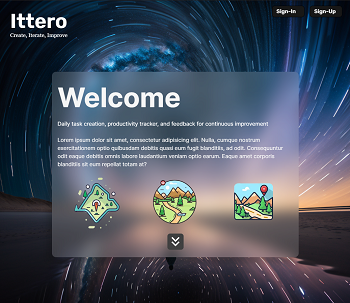 Ittero
Create, Iterate, Improve
Sign-In
Sign-Up
Welcome
Daily task creation, productivity tracker, and feedback for continuous improvement
Lorem ipsum dolor sit amet, consectetur adipisicing elit. Nulla, cumque nostrum
exercitationem optio quibusdam debitis quasi eum fugit blanditiis, ad odit. Consequuntur
odit eaque debitis omnis labore laudantium veniam optio earum. Eaque amet corporis
blanditiis sit eum repellat totam at?